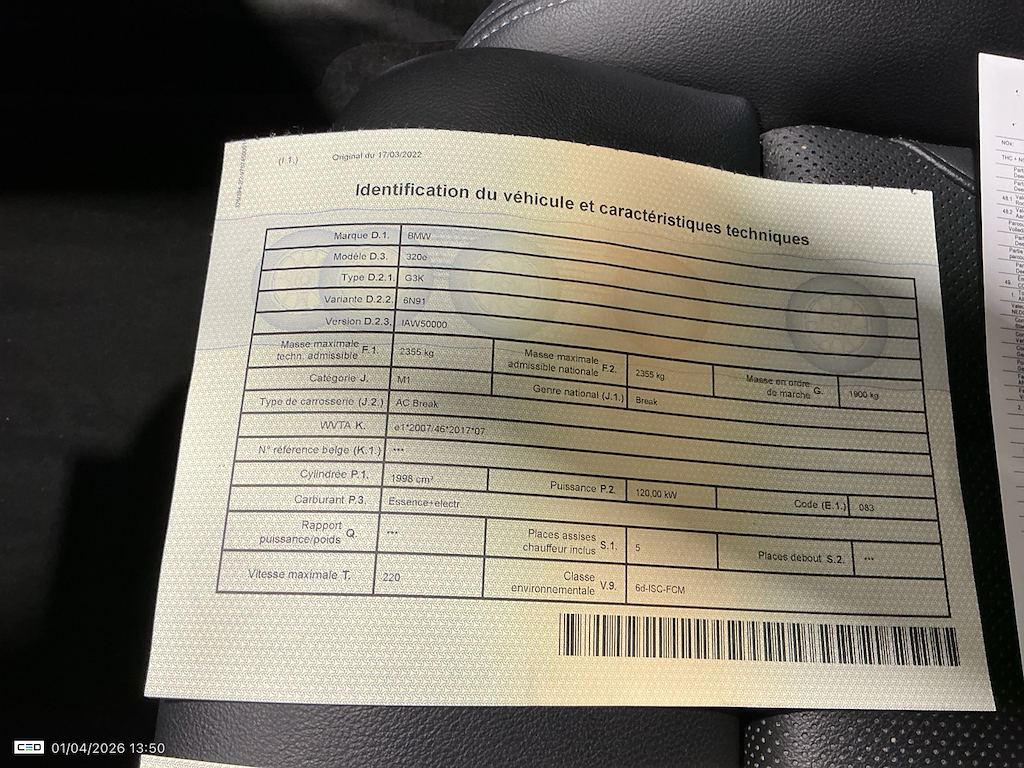 (I.1.) Original du 17/03/2022
Identification du véhicule et caractéristiques techniques
Marque D.1. BMW
Modèle D.3. 320e
Type D.2.1. G3K
Variante D.2.2. 6N91
Version D.2.3. IAW50000
Masse maximale techn. admissible F.1. 2355 kg Masse maximale admissible nationale F.2. 2355 kg Masse en ordre de marche G. 1900 kg
Catégorie J. M1 Genre national (J.1.) Break
Type de carrosserie (J.2.) AC Break
WVTA K. e1*2007/46*2017*07
N° référence belge (K.1.) ***
Cylindrée P.1. 1998 cm³ Puissance P.2. 120,00 kW Code (E.1.) 083
Carburant P.3. Essence+electr.
Rapport puissance/poids Q. *** Places assises chauffeur inclus S.1. 5 Places debout S.2. ***
Vitesse maximale T. 220 Classe environnementale V.9. 6d-ISC-FCM
CEO 01/04/2026 13:50